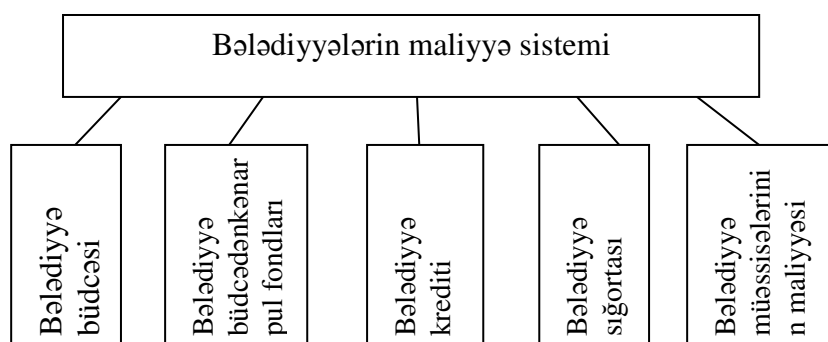 Bələdiyyələrin maliyyə sistemi
Bələdiyyə
büdcəsi
Bələdiyyə
büdcədənkənar
pul fondları
Bələdiyyə
krediti
Bələdiyyə
sığortası
Bələdiyyə
müəssisələrini
n maliyyəsi